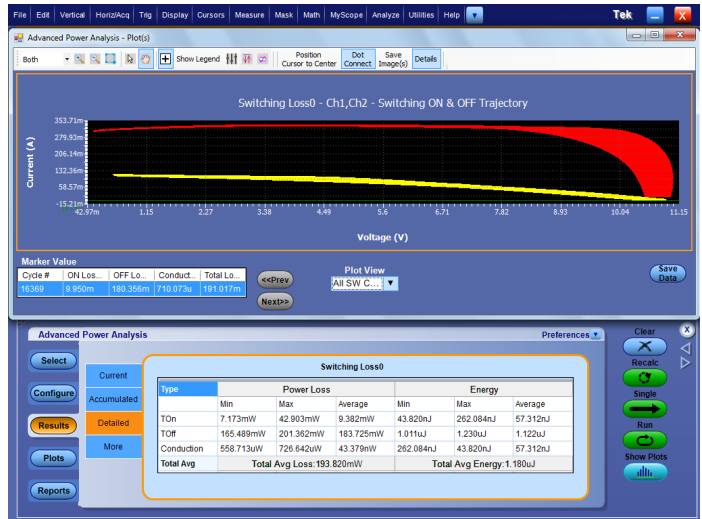 File Edit Vertical Horiz/Acq Trig Display Cursors Measure Mask Math MyScope Analyze Utilities Help Tek X
Advanced Power Analysis - Plot(s)
Both Show Legend Position Cursor to Center Dot Connect Save Image(s) Details
Switching Loss0 - Ch1,Ch2 - Switching ON & OFF Trajectory
Current (A)
353.71m
279.93m
206.14m
132.36m
58.57m
-15.21m
42.97m 1.15 2.27 3.38 4.49 5.6 6.71 7.82 8.93 10.04 11.15
Voltage (V)
Marker Value
Cycle # ON Los... OFF Lo... Conduct... Total Lo...
16369 9.950m 180.356m 710.073u 191.017m
<<Prev
Next>>
Plot View
All SW C...
Save Data
Advanced Power Analysis Preferences
Select
Configure
Results
Plots
Reports
Current
Accumulated
Detailed
More
Switching Loss0
Type Power Loss Energy
Min Max Average Min Max Average
TOn 7.173mW 42.903mW 9.382mW 43.820nJ 262.084nJ 57.312nJ
TOff 165.489mW 201.362mW 183.725mW 1.011uJ 1.230uJ 1.122uJ
Conduction 558.713uW 726.642uW 43.379nW 262.084nJ 43.820nJ 57.312nJ
Total Avg Total Avg Loss:193.820mW Total Avg Energy:1.180uJ
Clear
X
Recalc
Single
Run
Show Plots